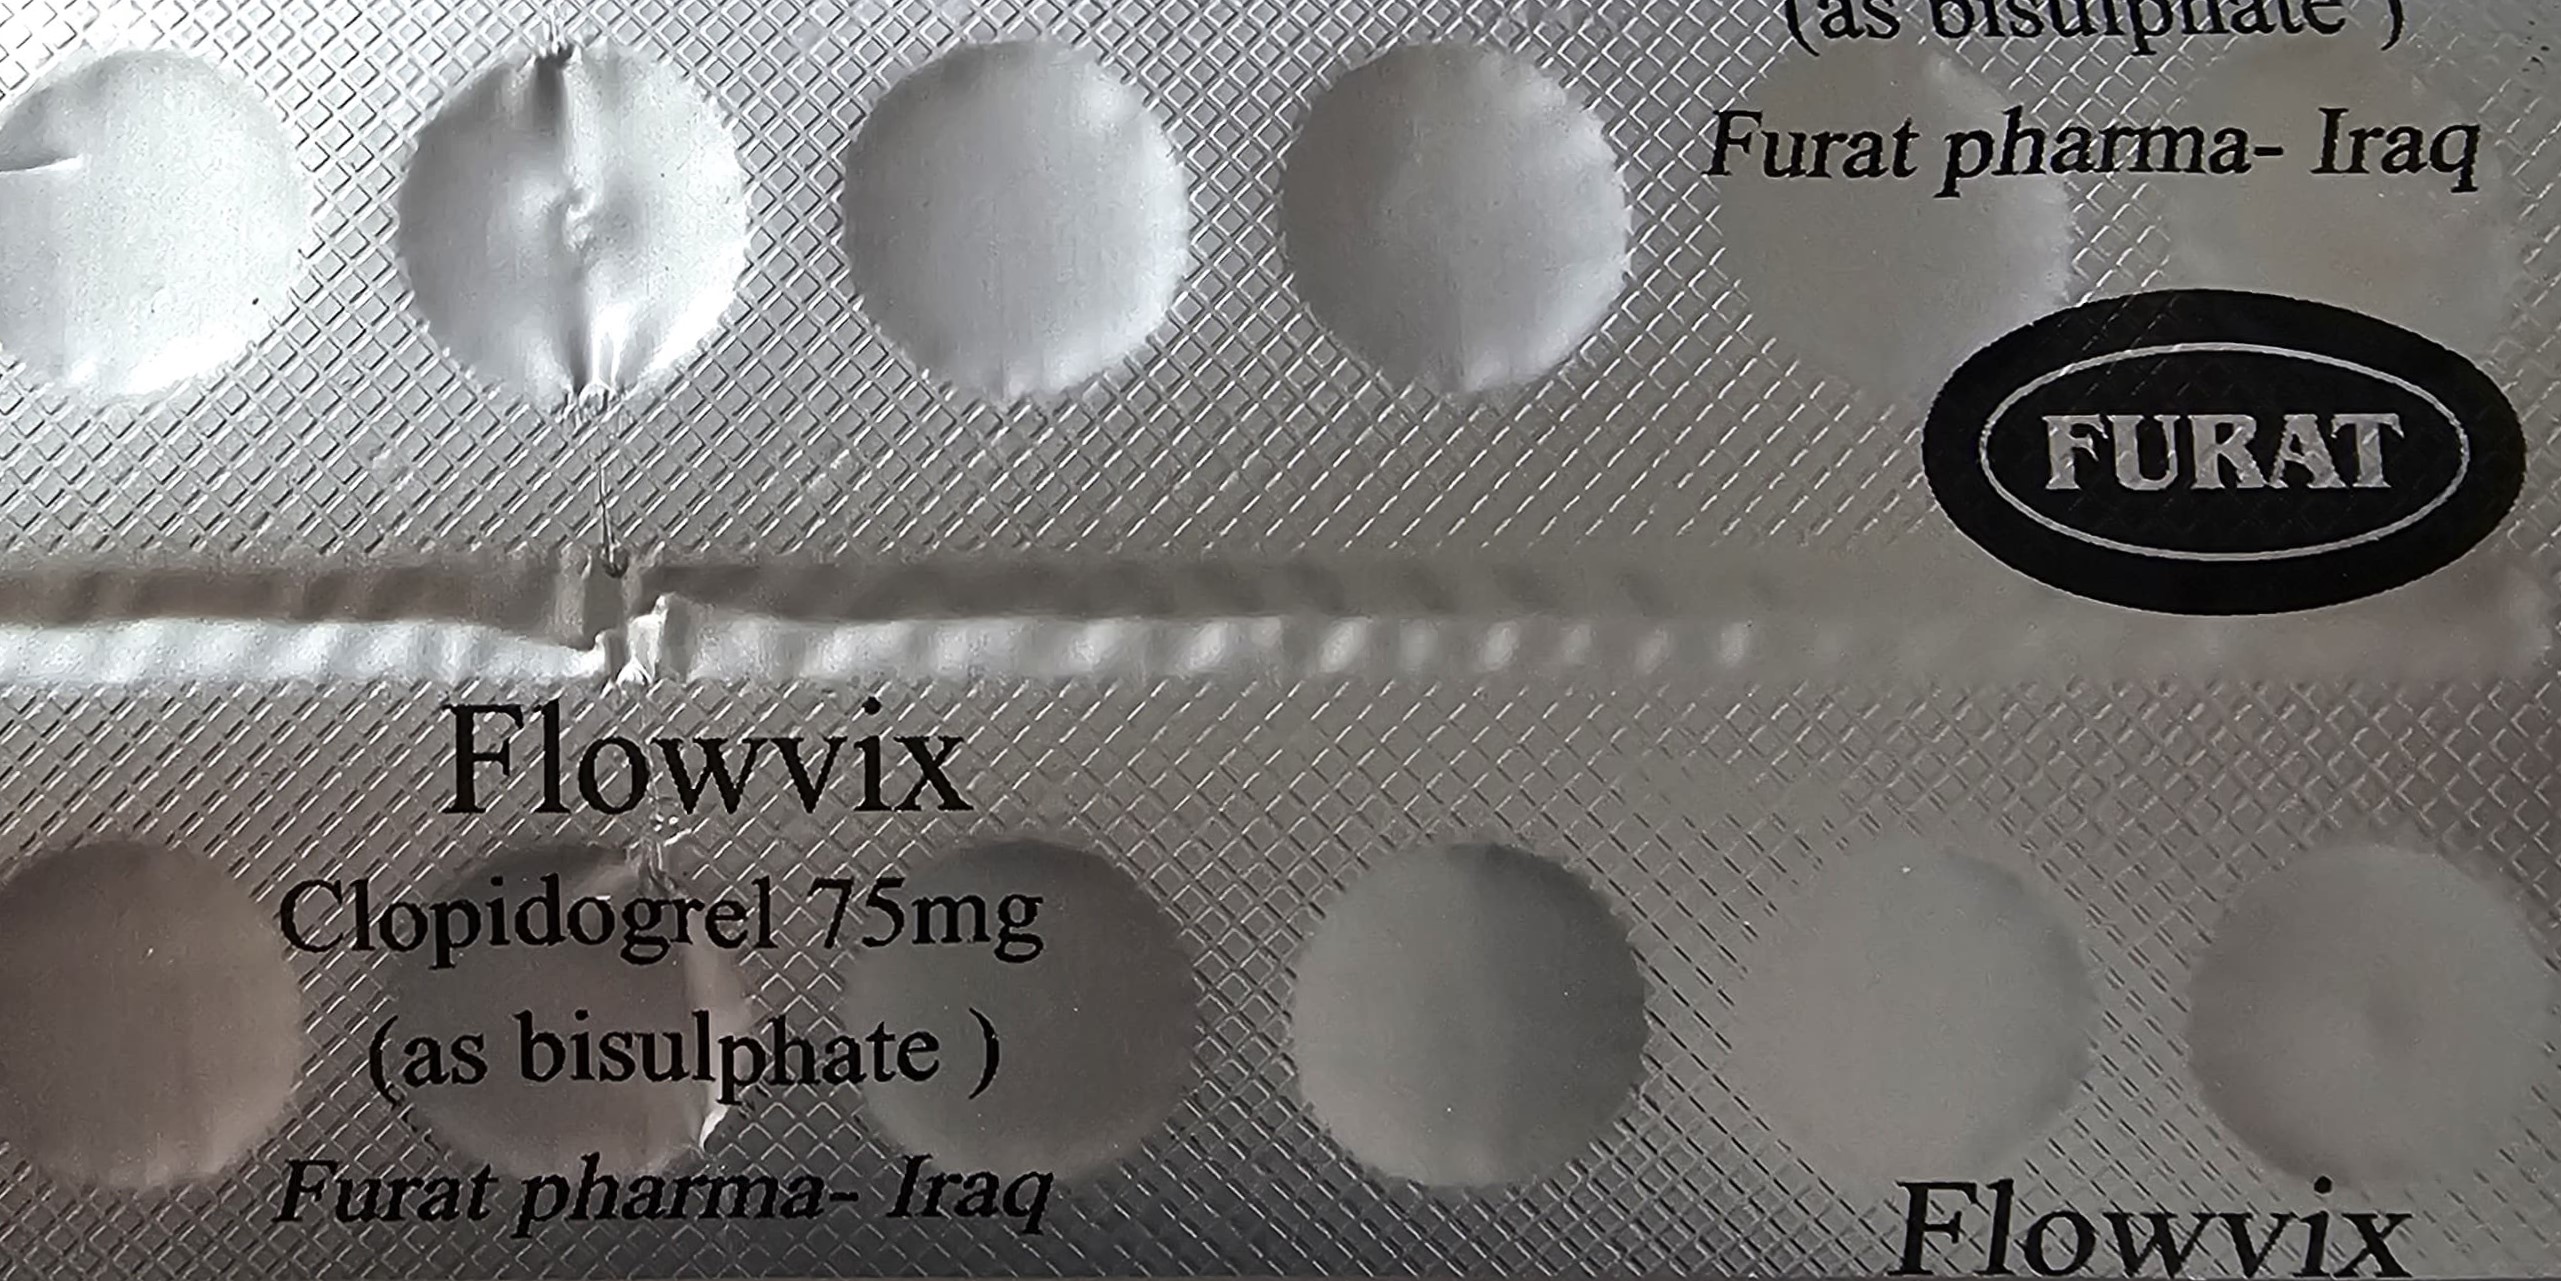 (as bisulphate )
Furat pharma- Iraq
FURAT
Flowvix
Clopidogrel 75mg
(as bisulphate )
Furat pharma- Iraq
Flowvix